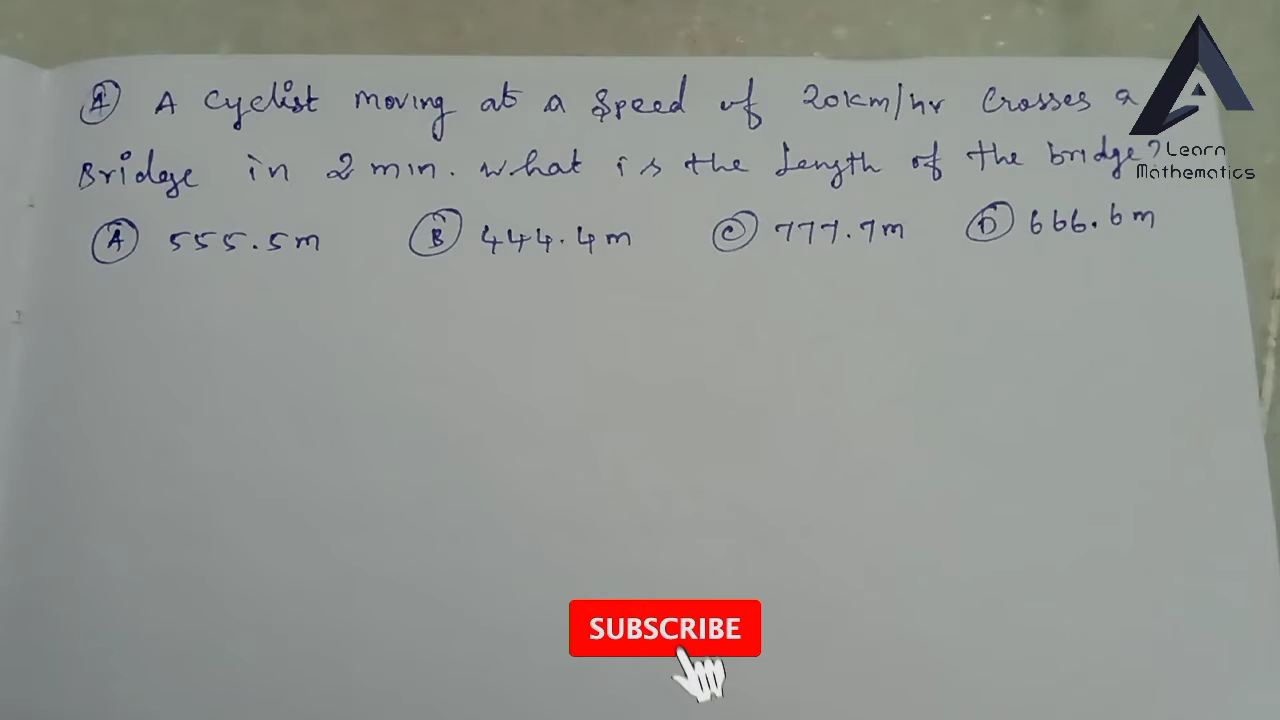 A cyclist moving at a speed of 20km/hr crosses a
Bridge in 2 min. what is the length of the bridge?
A 555.5m B 444.4m C 777.7m D 666.6m
Learn
Mathematics
SUBSCRIBE